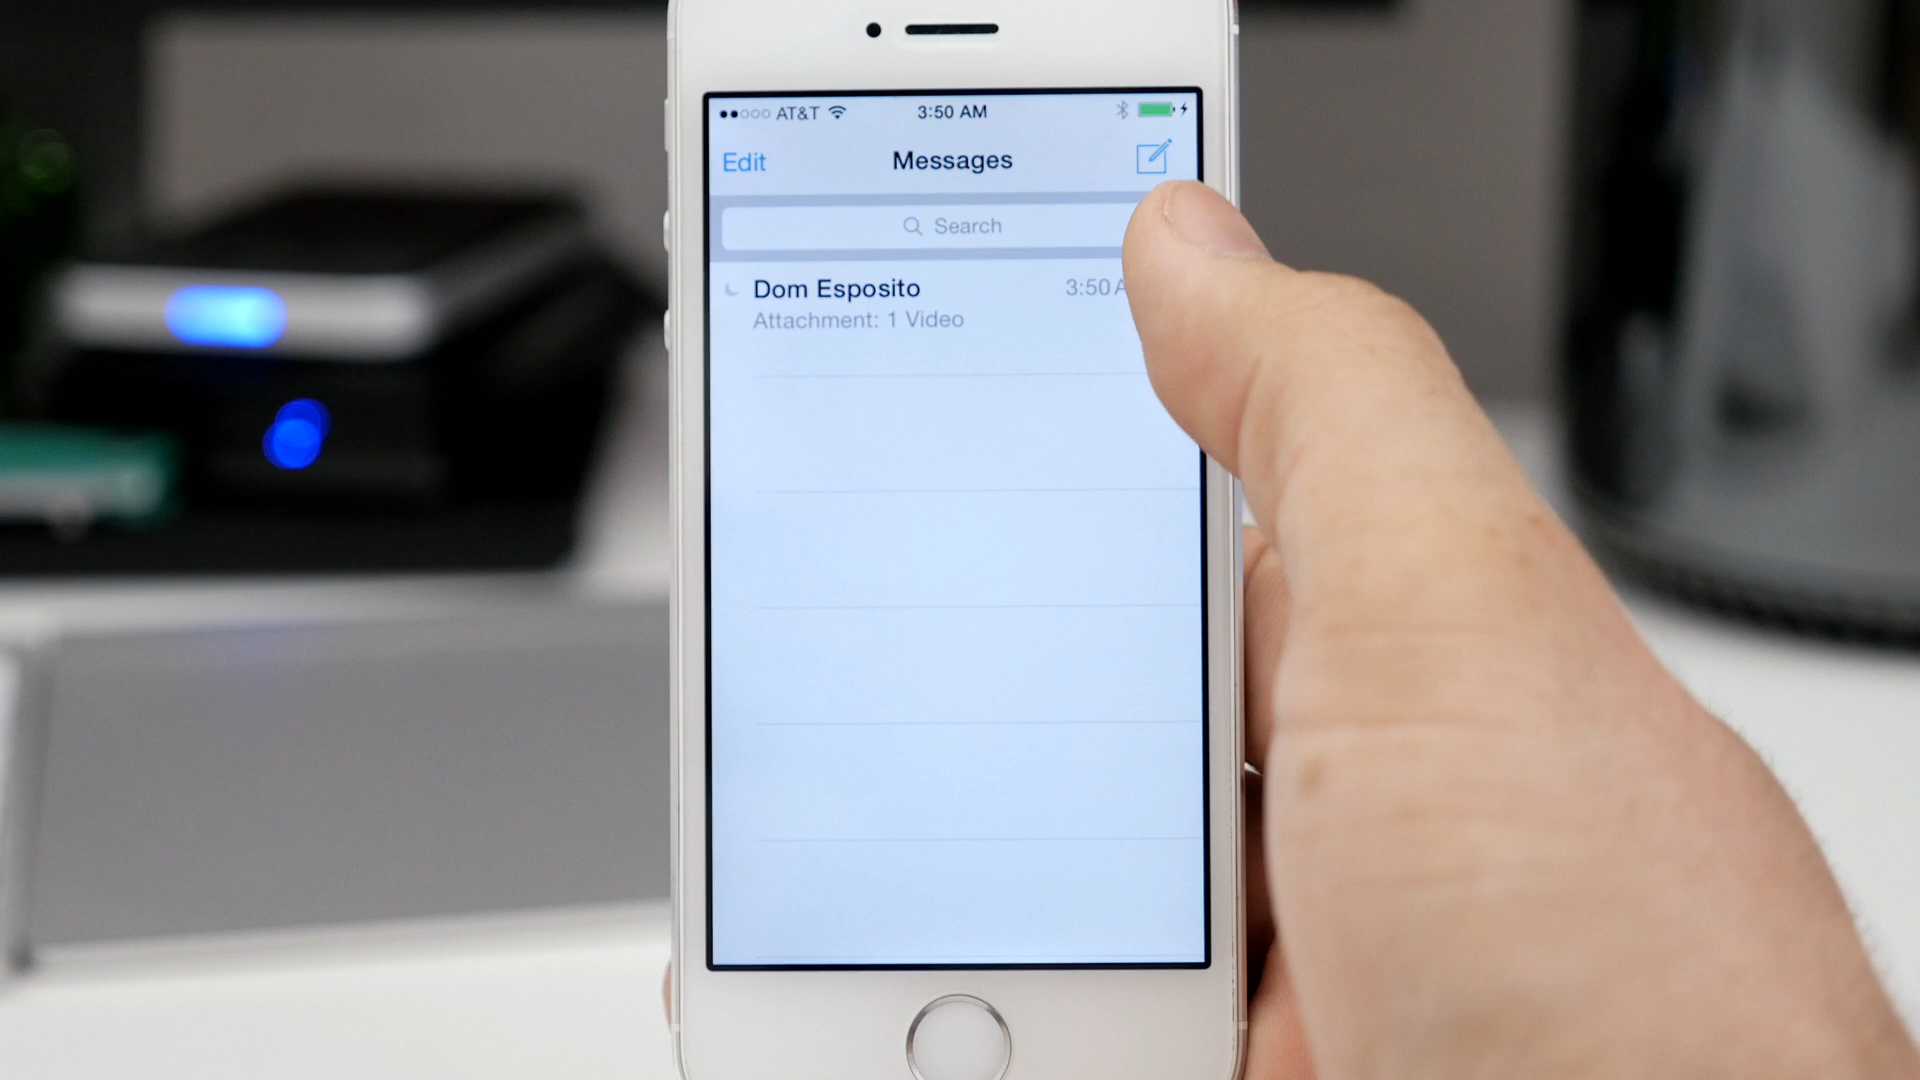 AT&T 3:50 AM
Edit Messages
Search
Dom Esposito 3:50 A
Attachment: 1 Video